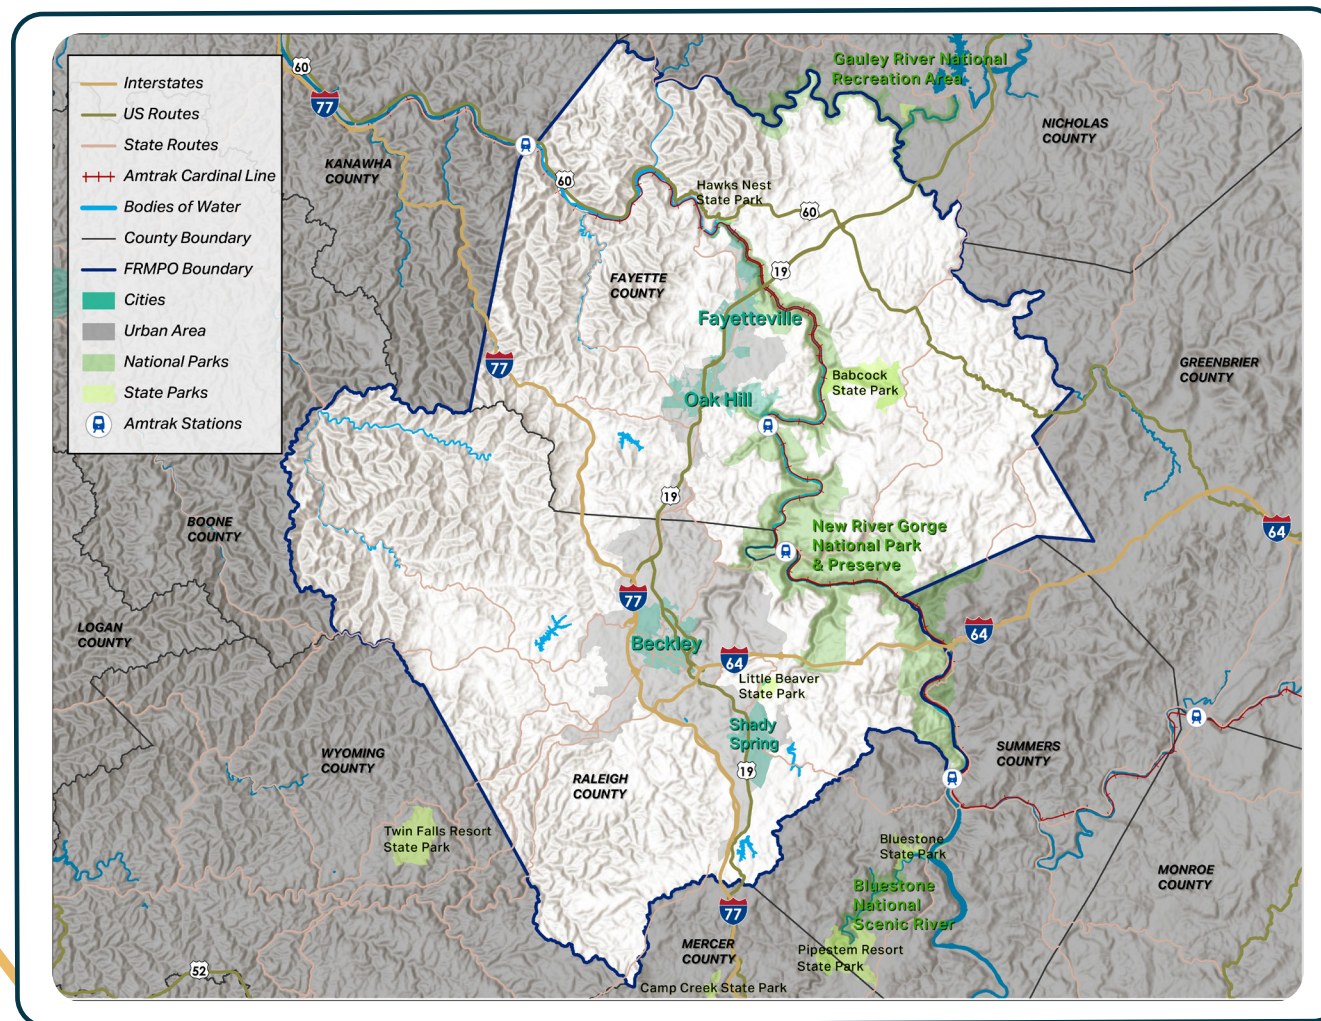 Interstates
US Routes
State Routes
Amtrak Cardinal Line
Bodies of Water
County Boundary
FRMPO Boundary
Cities
Urban Area
National Parks
State Parks
Amtrak Stations
60
77
KANAWHA
COUNTY
Gauley River National
Recreation Area
NICHOLAS
COUNTY
60
Hawks Nest
State Park
60
19
FAYETTE
COUNTY
Fayetteville
77
Babcock
State Park
GREENBRIER
COUNTY
Oak Hill
19
BOONE
COUNTY
New River Gorge
National Park
& Preserve
64
77
LOGAN
COUNTY
Beckley
64
64
Little Beaver
State Park
Shady
Spring
19
WYOMING
COUNTY
RALEIGH
COUNTY
SUMMERS
COUNTY
Twin Falls Resort
State Park
Bluestone
State Park
MONROE
COUNTY
Bluestone
National
Scenic River
77
MERCER
COUNTY
Pipestem Resort
State Park
52
Camp Creek State Park